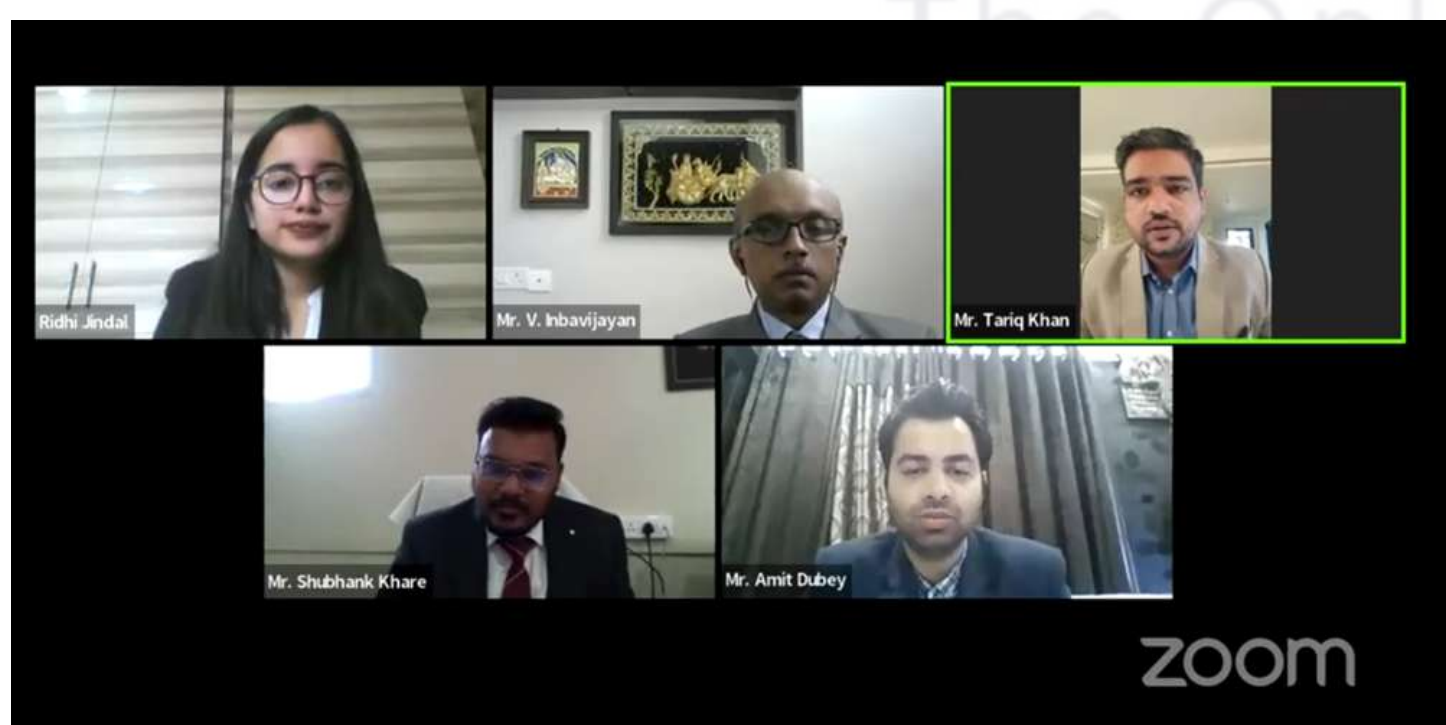 Ridhi Jindal
Mr. V. Inbavijayan
Mr. Tariq Khan
Mr. Shubhank Khare
Mr. Amit Dubey
zoom